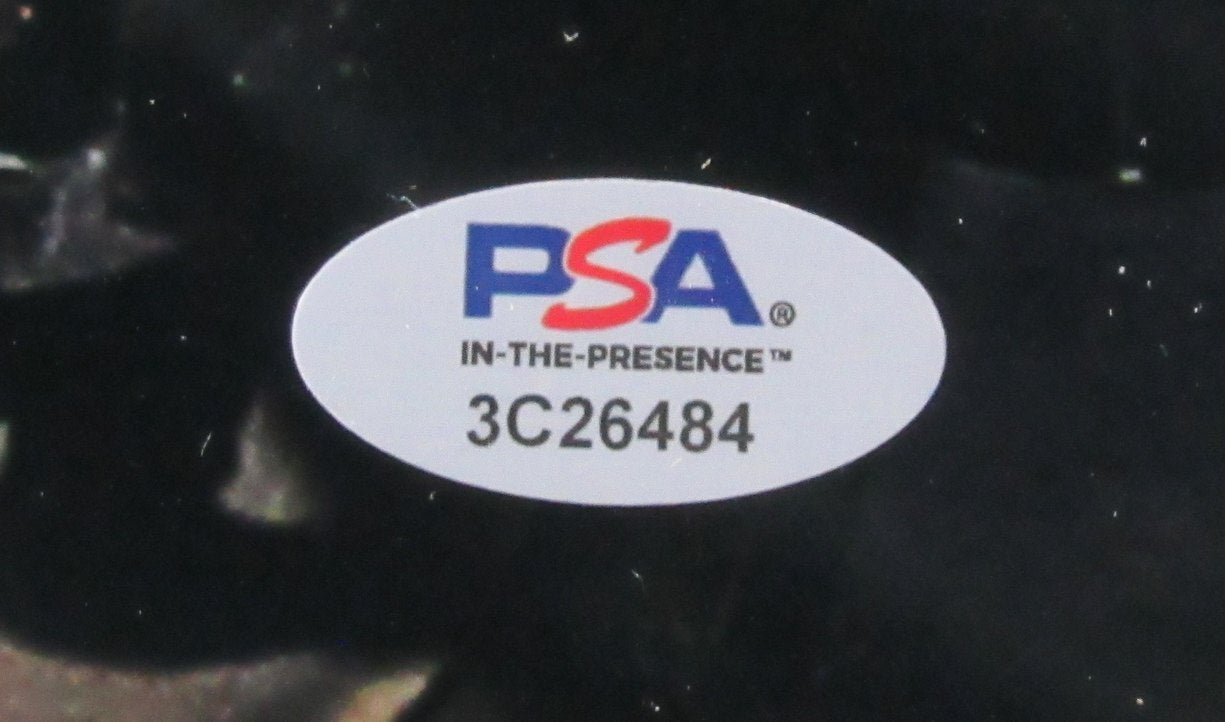 PSA®
IN-THE-PRESENCE™
3C26484